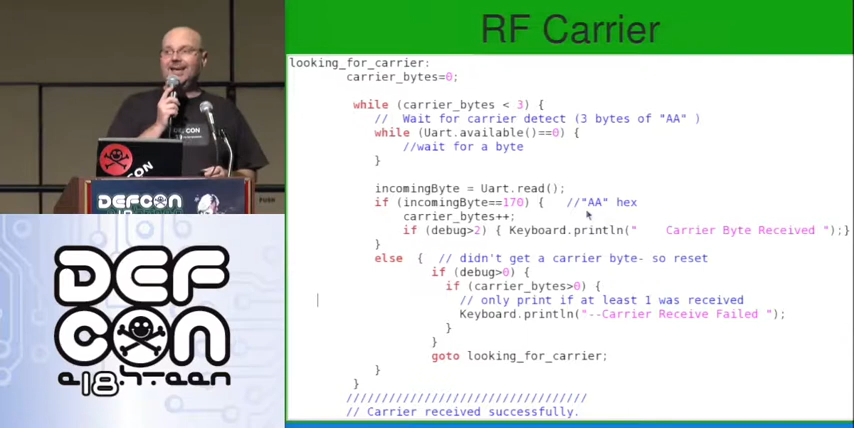 RF Carrier
looking_for_carrier:
carrier_bytes=0;
while (carrier_bytes < 3) {
//  Wait for carrier detect (3 bytes of "AA" )
while (Uart.available()==0) {
//wait for a byte
}
incomingByte = Uart.read();
if (incomingByte==170) {   //"AA" hex
carrier_bytes++;
if (debug>2) { Keyboard.println("    Carrier Byte Received ");}
}
else  {  // didn't get a carrier byte- so reset
if (debug>0) {
if (carrier_bytes>0) {
// only print if at least 1 was received
Keyboard.println("--Carrier Receive Failed ");
}
}
goto looking_for_carrier;
}
}
//////////////////////////////////
// Carrier received successfully.
DEFCON
DEFCON
DEF
CON
e18h-teen